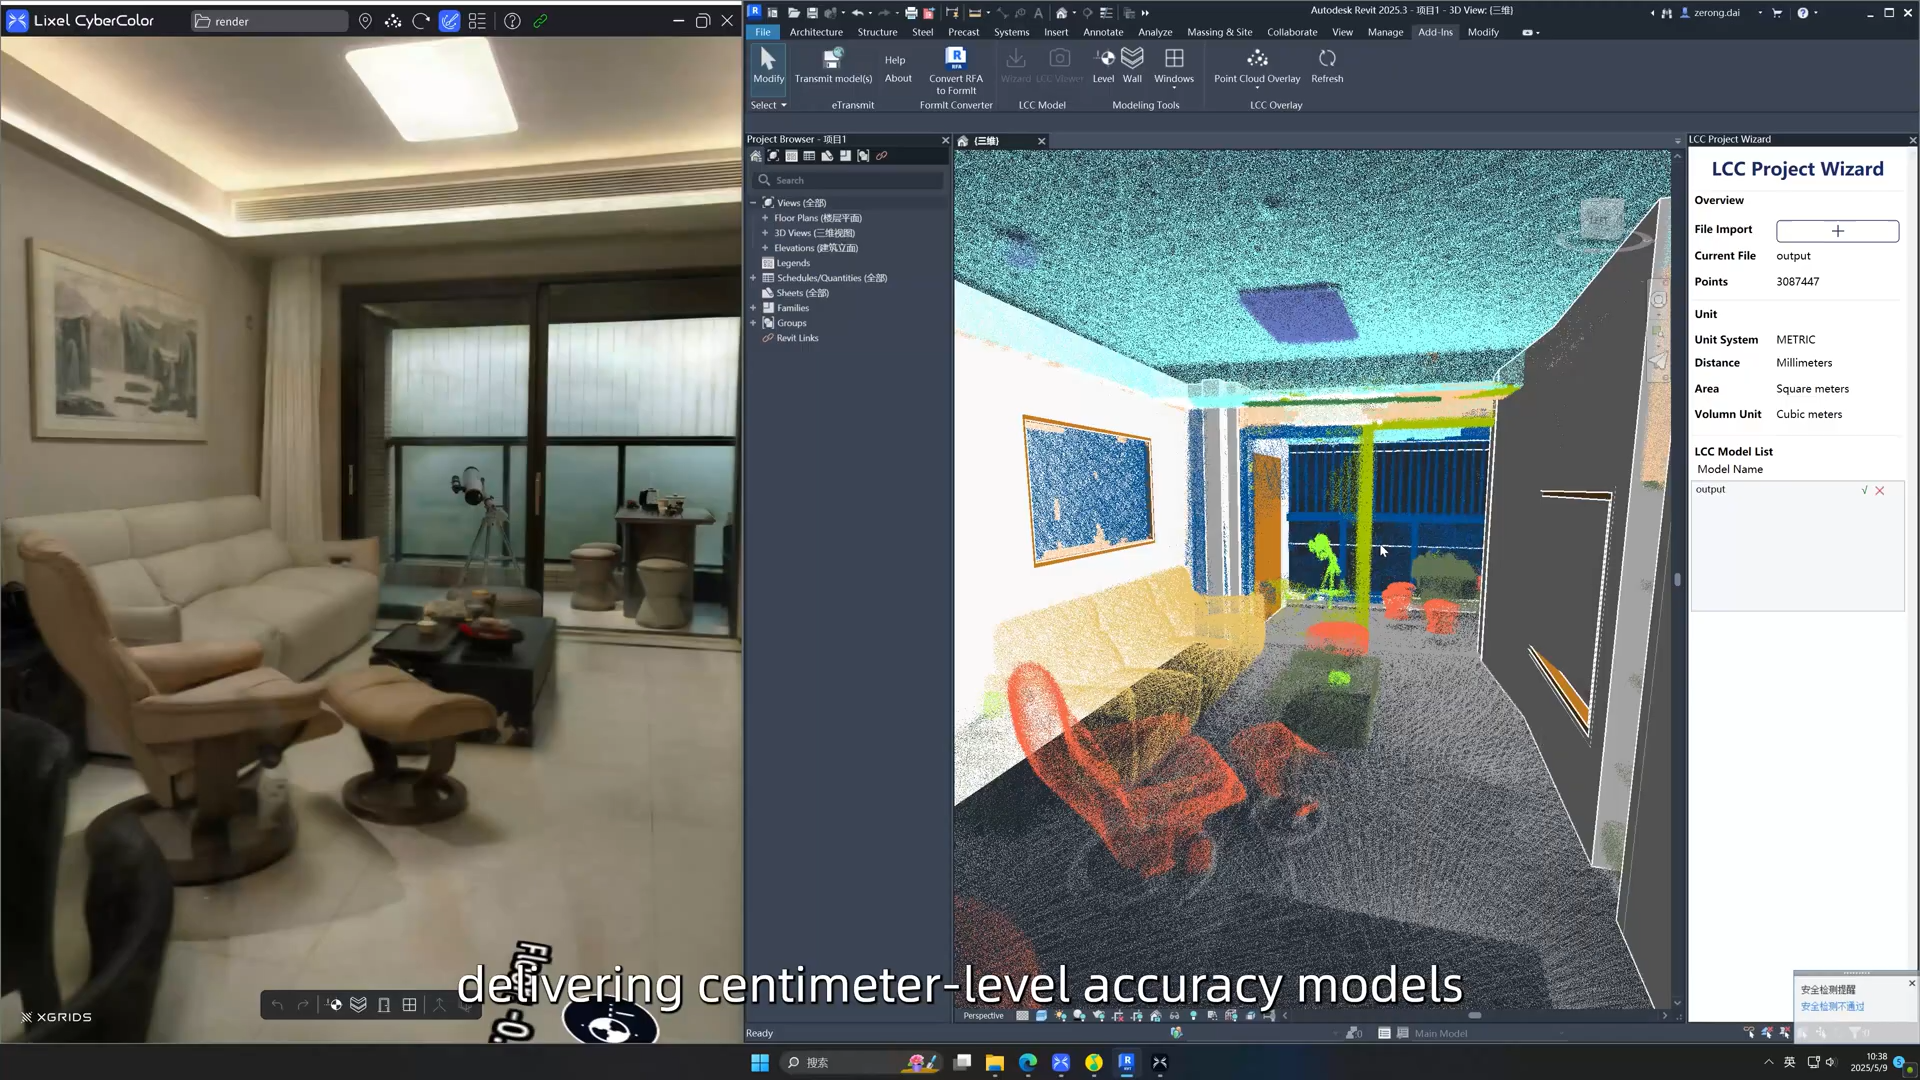 Lixel CyberColor
render
XGRIDS
Autodesk Revit 2025.3 - 项目1 - 3D View: {三维}
zerong.dai
File
Architecture
Structure
Steel
Precast
Systems
Insert
Annotate
Analyze
Massing & Site
Collaborate
View
Manage
Add-Ins
Modify
Modify
Transmit model(s)
Help
About
Convert RFA
to FormIt
Wizard
LCC Viewer
Level
Wall
Windows
Point Cloud Overlay
Refresh
Select
eTransmit
FormIt Converter
LCC Model
Modeling Tools
LCC Overlay
Project Browser - 项目1
Search
Views (全部)
Floor Plans (楼层平面)
3D Views (三维视图)
Elevations (建筑立面)
Legends
Schedules/Quantities (全部)
Sheets (全部)
Families
Groups
Revit Links
{三维}
LCC Project Wizard
LCC Project Wizard
Overview
File Import
Current File output
Points 3087447
Unit
Unit System METRIC
Distance Millimeters
Area Square meters
Volumn Unit Cubic meters
LCC Model List
Model Name
output
delivering centimeter-level accuracy models
Perspective
安全检测提醒
安全检测不通过
Ready
Main Model
搜索
英
10:38
2025/5/9